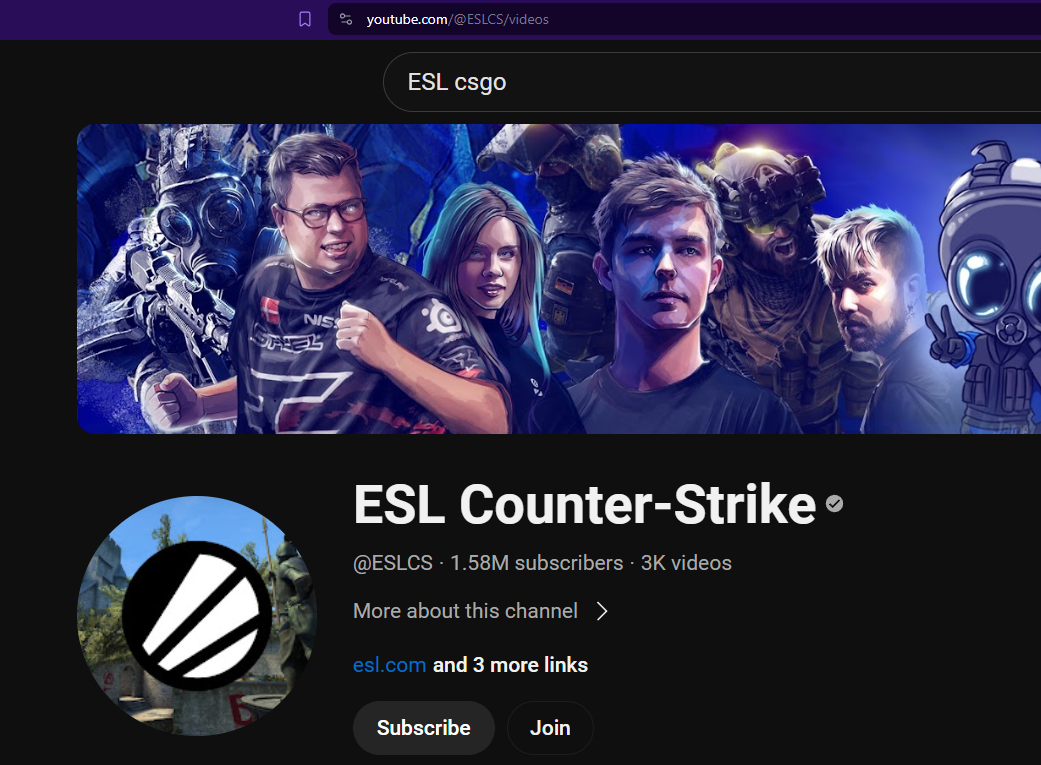 youtube.com/@ESLCS/videos
ESL csgo
ESL Counter-Strike
@ESLCS · 1.58M subscribers · 3K videos
More about this channel
esl.com and 3 more links
Subscribe
Join